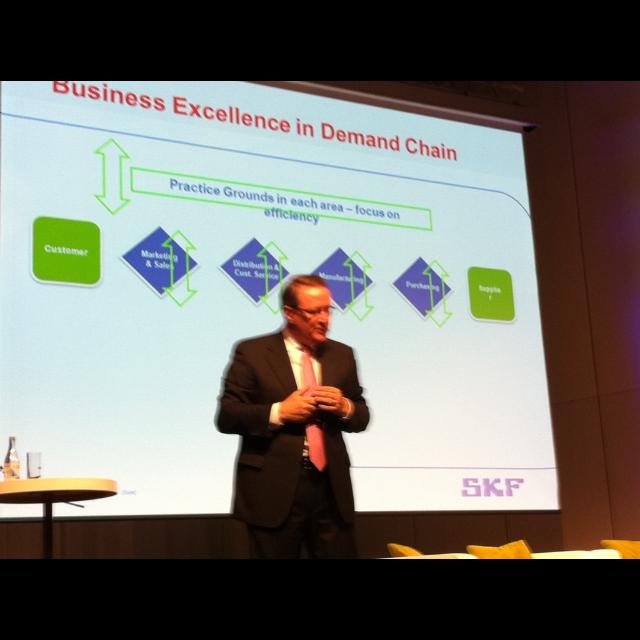 Business Excellence in Demand Chain
Practice Grounds in each area – focus on
efficiency
Customer
Marketing
& Sales
Distribution &
Cust. Service
Manufacturing
Purchasing
Supplie
r
SKF